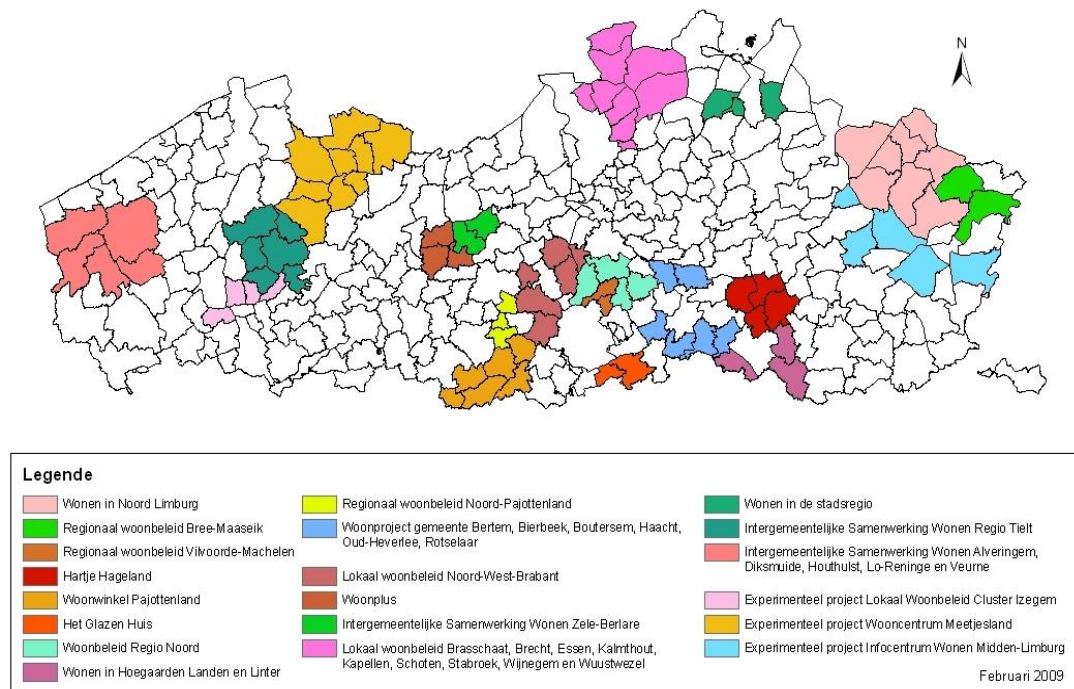 N
Legende
Wonen in Noord Limburg
Regionaal woonbeleid Bree-Maaseik
Regionaal woonbeleid Vilvoorde-Machelen
Hartje Hageland
Woonwinkel Pajottenland
Het Glazen Huis
Woonbeleid Regio Noord
Wonen in Hoegaarden Landen en Linter
Regionaal woonbeleid Noord-Pajottenland
Woonproject gemeente Bertem, Bierbeek, Boutersem, Haacht,
Oud-Heverlee, Rotselaar
Lokaal woonbeleid Noord-West-Brabant
Woonplus
Intergemeentelijke Samenwerking Wonen Zele-Berlare
Lokaal woonbeleid Brasschaat, Brecht, Essen, Kalmthout,
Kapellen, Schoten, Stabroek, Wijnegem en Wuustwezel
Wonen in de stadsregio
Intergemeentelijke Samenwerking Wonen Regio Tielt
Intergemeentelijke Samenwerking Wonen Alveringem,
Diksmuide, Houthulst, Lo-Reninge en Veurne
Experimenteel project Lokaal Woonbeleid Cluster Izegem
Experimenteel project Wooncentrum Meetjesland
Experimenteel project Infocentrum Wonen Midden-Limburg
Februari 2009